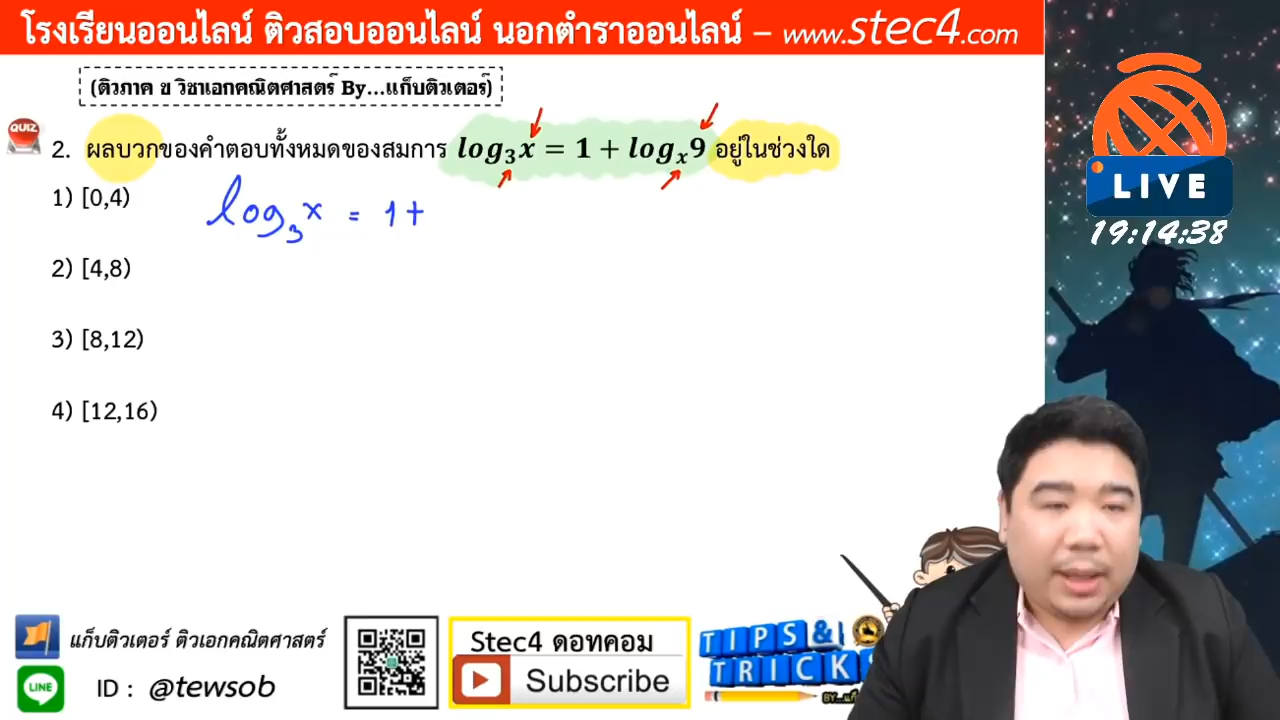 โรงเรียนออนไลน์ ติวสอบออนไลน์ นอกตำราออนไลน์ – www.stec4.com
(ติวภาค ข วิชาเอกคณิตศาสตร์ By...แก็บติวเตอร์)
QUIZ
2. ผลบวกของคำตอบทั้งหมดของสมการ log₃x = 1 + logₓ9 อยู่ในช่วงใด
LIVE
19:14:38
1) [0,4)
log₃x = 1+
2) [4,8)
3) [8,12)
4) [12,16)
แก็บติวเตอร์ ติวเอกคณิตศาสตร์
LINE
ID : @tewsob
Stec4 ดอทคอม
Subscribe
TIPS &
TRICK